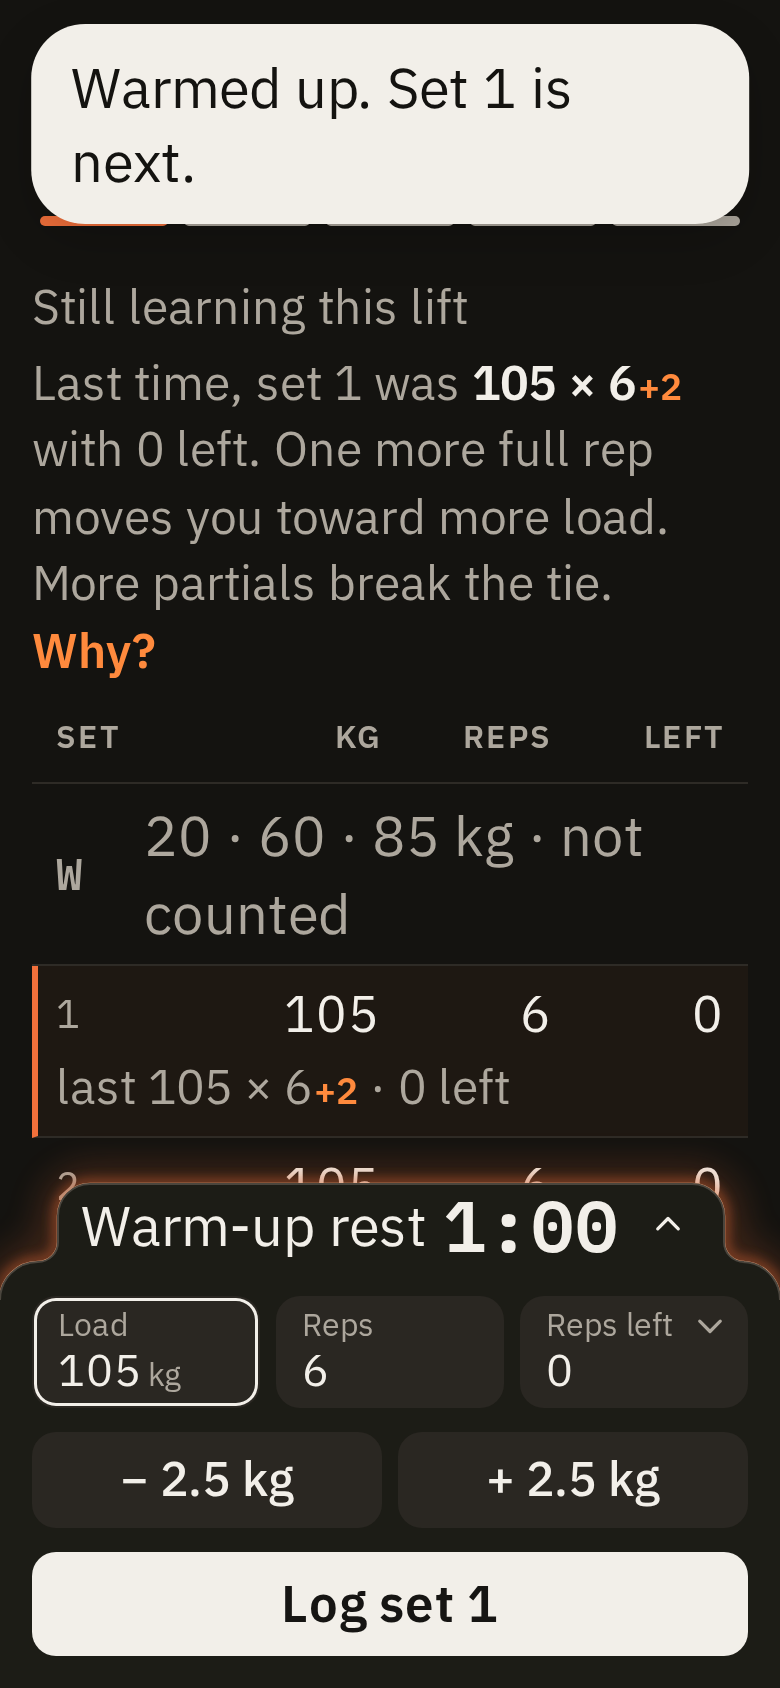 Warmed up. Set 1 is
next.
Still learning this lift
Last time, set 1 was 105 × 6+2
with 0 left. One more full rep
moves you toward more load.
More partials break the tie.
Why?
SET KG REPS LEFT
W 20 · 60 · 85 kg · not
counted
1 105 6 0
last 105 × 6+2 · 0 left
2 105 6 0
Warm-up rest 1:00
Load Reps Reps left
105 kg 6 0
− 2.5 kg + 2.5 kg
Log set 1